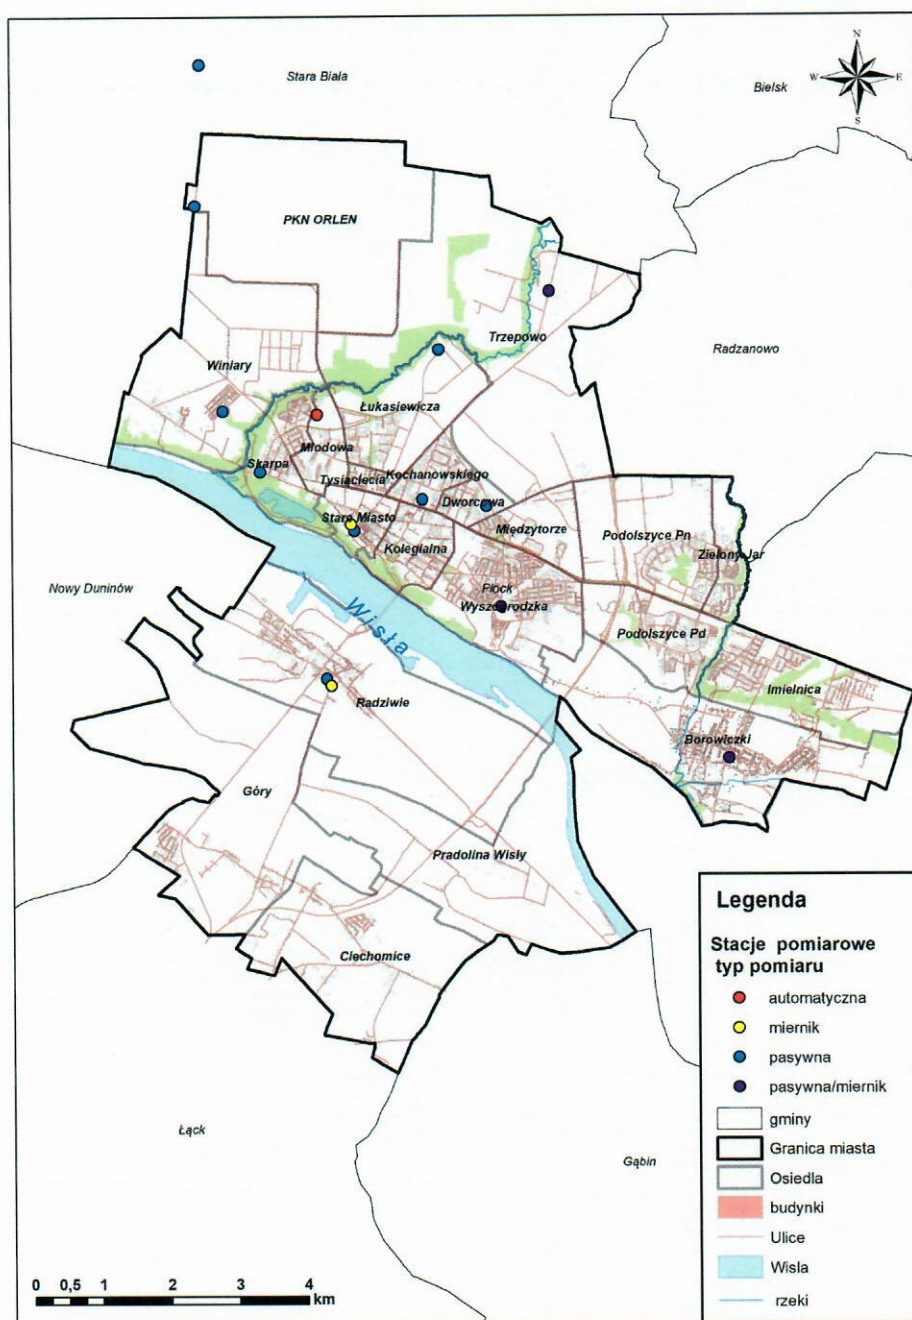 N
W E
S
Stara Biała
Bielsk
PKN ORLEN
Trzepowo
Radzanowo
Winiary
Łukasiewicza
Młodowa
Skarpa
Tysiąclecia
Kochanowskiego
Dworcowa
Stare Miasto
Międzytorze
Podolszyce Pn
Kolegialna
Zielony Jar
Nowy Duninów
Płock
Wyszogrodzka
Wisła
Podolszyce Pd
Imielnica
Radziwie
Borowiczki
Góry
Pradolina Wisły
Ciechomice
Łąck
Gąbin
Legenda
Stacje pomiarowe
typ pomiaru
automatyczna
miernik
pasywna
pasywna/miernik
gminy
Granica miasta
Osiedla
budynki
Ulice
Wisla
rzeki
0 0,5 1 2 3 4
km